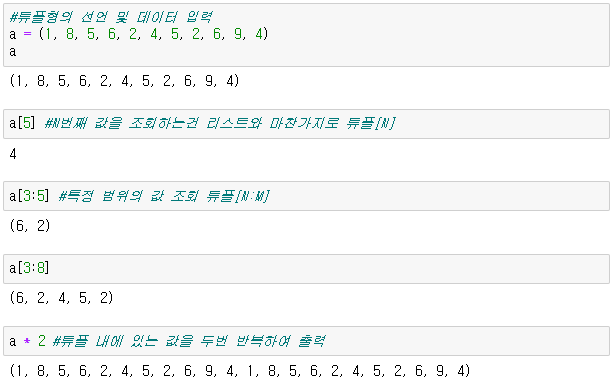 #튜플형의 선언 및 데이터 입력
a = (1, 8, 5, 6, 2, 4, 5, 2, 6, 9, 4)
a
(1, 8, 5, 6, 2, 4, 5, 2, 6, 9, 4)
a[5] #N번째 값을 조회하는건 리스트와 마찬가지로 튜플[N]
4
a[3:5] #특정 범위의 값 조회 튜플[N:M]
(6, 2)
a[3:8]
(6, 2, 4, 5, 2)
a * 2 #튜플 내에 있는 값을 두번 반복하여 출력
(1, 8, 5, 6, 2, 4, 5, 2, 6, 9, 4, 1, 8, 5, 6, 2, 4, 5, 2, 6, 9, 4)